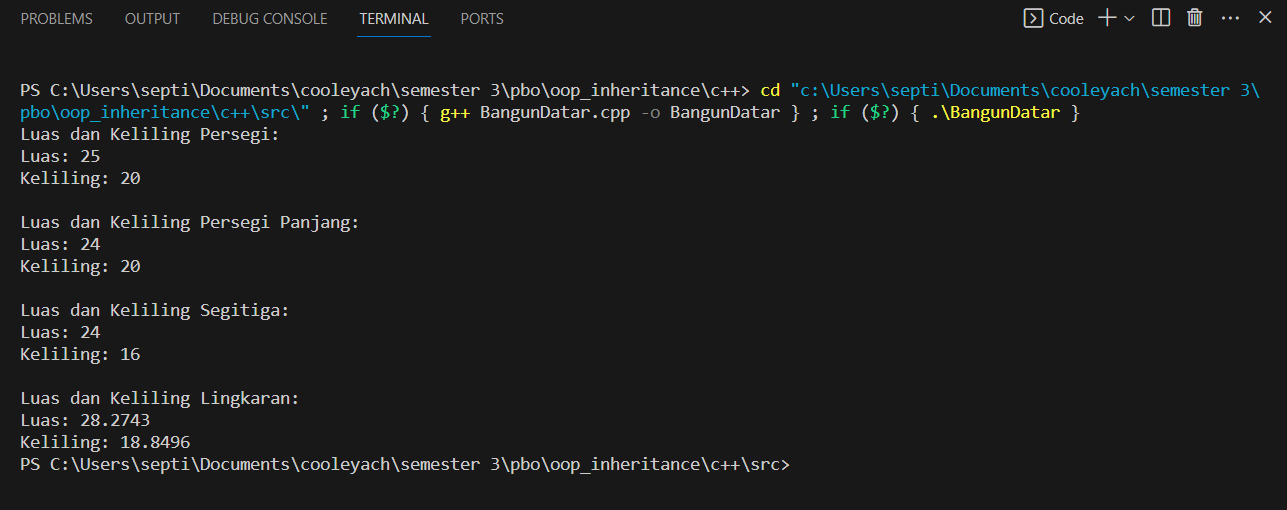 PROBLEMS OUTPUT DEBUG CONSOLE TERMINAL PORTS Code
PS C:\Users\septi\Documents\cooleyach\semester 3\pbo\oop_inheritance\c++> cd "c:\Users\septi\Documents\cooleyach\semester 3\
pbo\oop_inheritance\c++\src\" ; if ($?) { g++ BangunDatar.cpp -o BangunDatar } ; if ($?) { .\BangunDatar }
Luas dan Keliling Persegi:
Luas: 25
Keliling: 20
Luas dan Keliling Persegi Panjang:
Luas: 24
Keliling: 20
Luas dan Keliling Segitiga:
Luas: 24
Keliling: 16
Luas dan Keliling Lingkaran:
Luas: 28.2743
Keliling: 18.8496
PS C:\Users\septi\Documents\cooleyach\semester 3\pbo\oop_inheritance\c++\src>